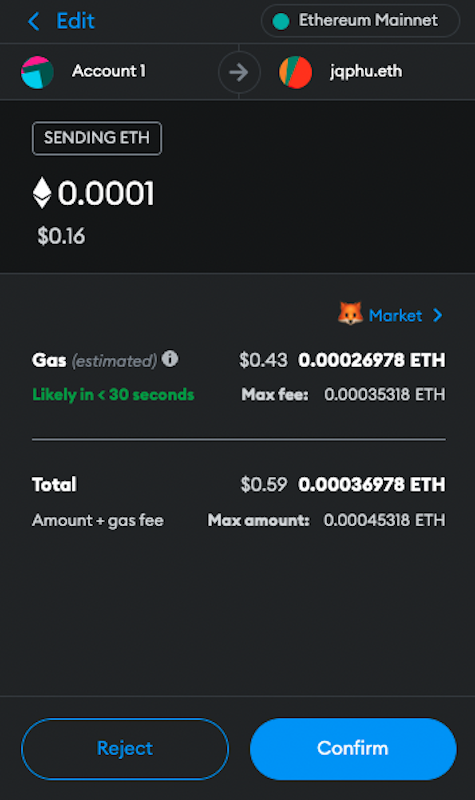 Edit
Ethereum Mainnet
Account 1
jqphu.eth
SENDING ETH
0.0001
$0.16
Market
Gas (estimated) $0.43 0.00026978 ETH
Likely in < 30 seconds Max fee: 0.00035318 ETH
Total $0.59 0.00036978 ETH
Amount + gas fee Max amount: 0.00045318 ETH
Reject
Confirm